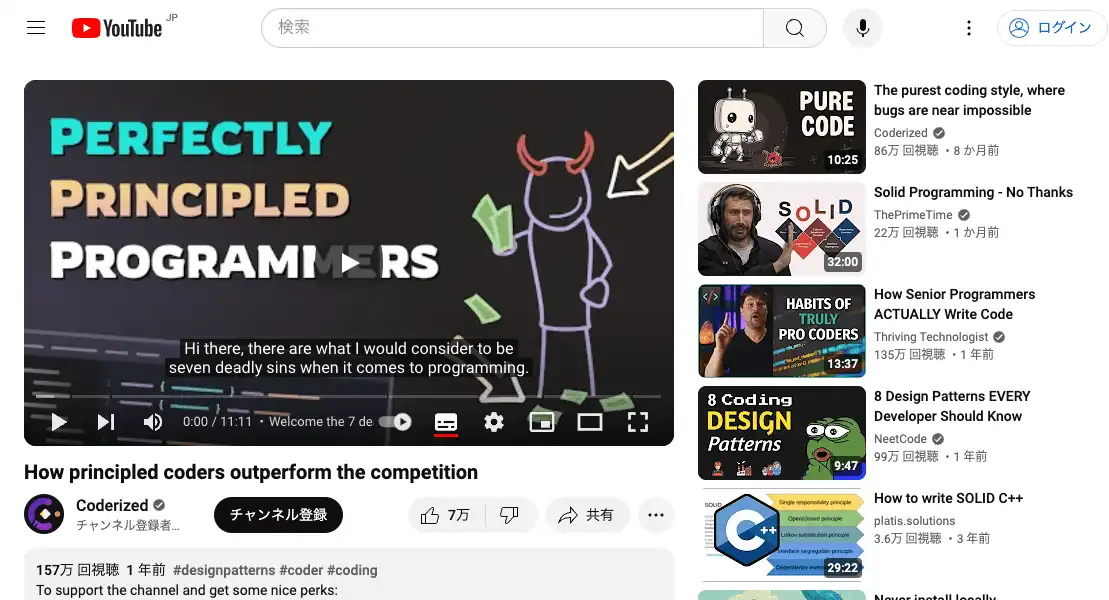 YouTube JP
検索
ログイン
PERFECTLY
PRINCIPLED
PROGRAMMERS
Hi there, there are what I would consider to be
seven deadly sins when it comes to programming.
0:00 / 11:11 • Welcome the 7 de
How principled coders outperform the competition
Coderized
チャンネル登録者...
チャンネル登録
7万
共有
157万 回視聴 1 年前 #designpatterns #coder #coding
To support the channel and get some nice perks:
PURE
CODE
10:25
The purest coding style, where
bugs are near impossible
Coderized
86万 回視聴 • 8 か月前
SOLID
32:00
Solid Programming - No Thanks
ThePrimeTime
22万 回視聴 • 1 か月前
HABITS OF
TRULY
PRO CODERS
13:37
How Senior Programmers
ACTUALLY Write Code
Thriving Technologist
135万 回視聴 • 1 年前
8 Coding
DESIGN
Patterns
9:47
8 Design Patterns EVERY
Developer Should Know
NeetCode
99万 回視聴 • 1 年前
SOLID
C++
Single responsibility principle
Open/closed principle
Liskov substitution principle
Interface segregation principle
Dependency
29:22
How to write SOLID C++
platis.solutions
3.6万 回視聴 • 3 年前
Never install locally